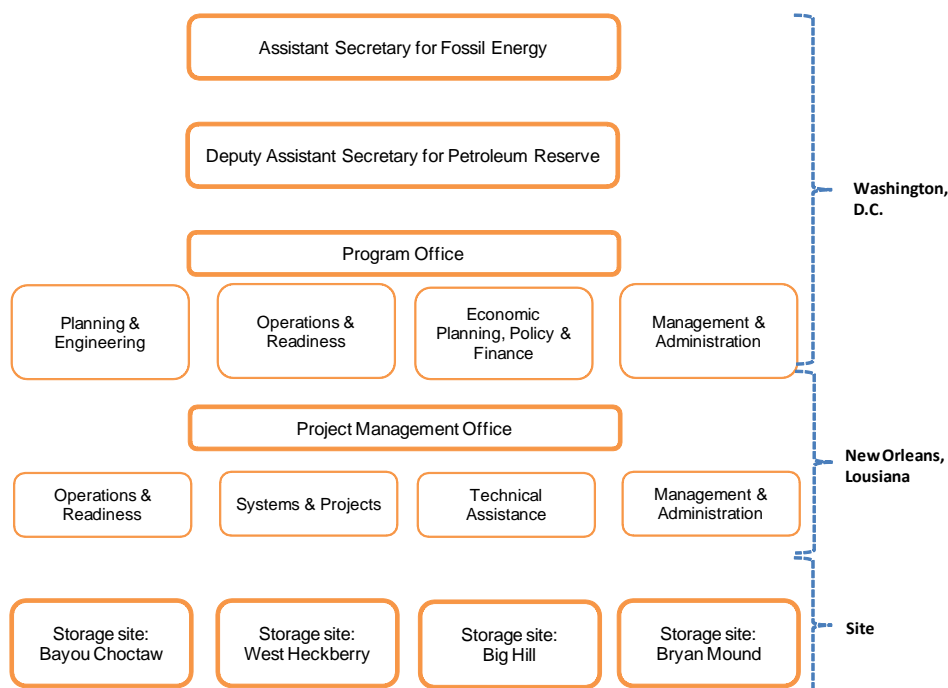 Assistant Secretary for Fossil Energy
Deputy Assistant Secretary for Petroleum Reserve
Program Office
Planning &
Engineering
Operations &
Readiness
Economic
Planning, Policy &
Finance
Management &
Administration
Washington,
D.C.
Project Management Office
Operations &
Readiness
Systems & Projects
Technical
Assistance
Management &
Administration
New Orleans,
Lousiana
Storage site:
Bayou Choctaw
Storage site:
West Heckberry
Storage site:
Big Hill
Storage site:
Bryan Mound
Site